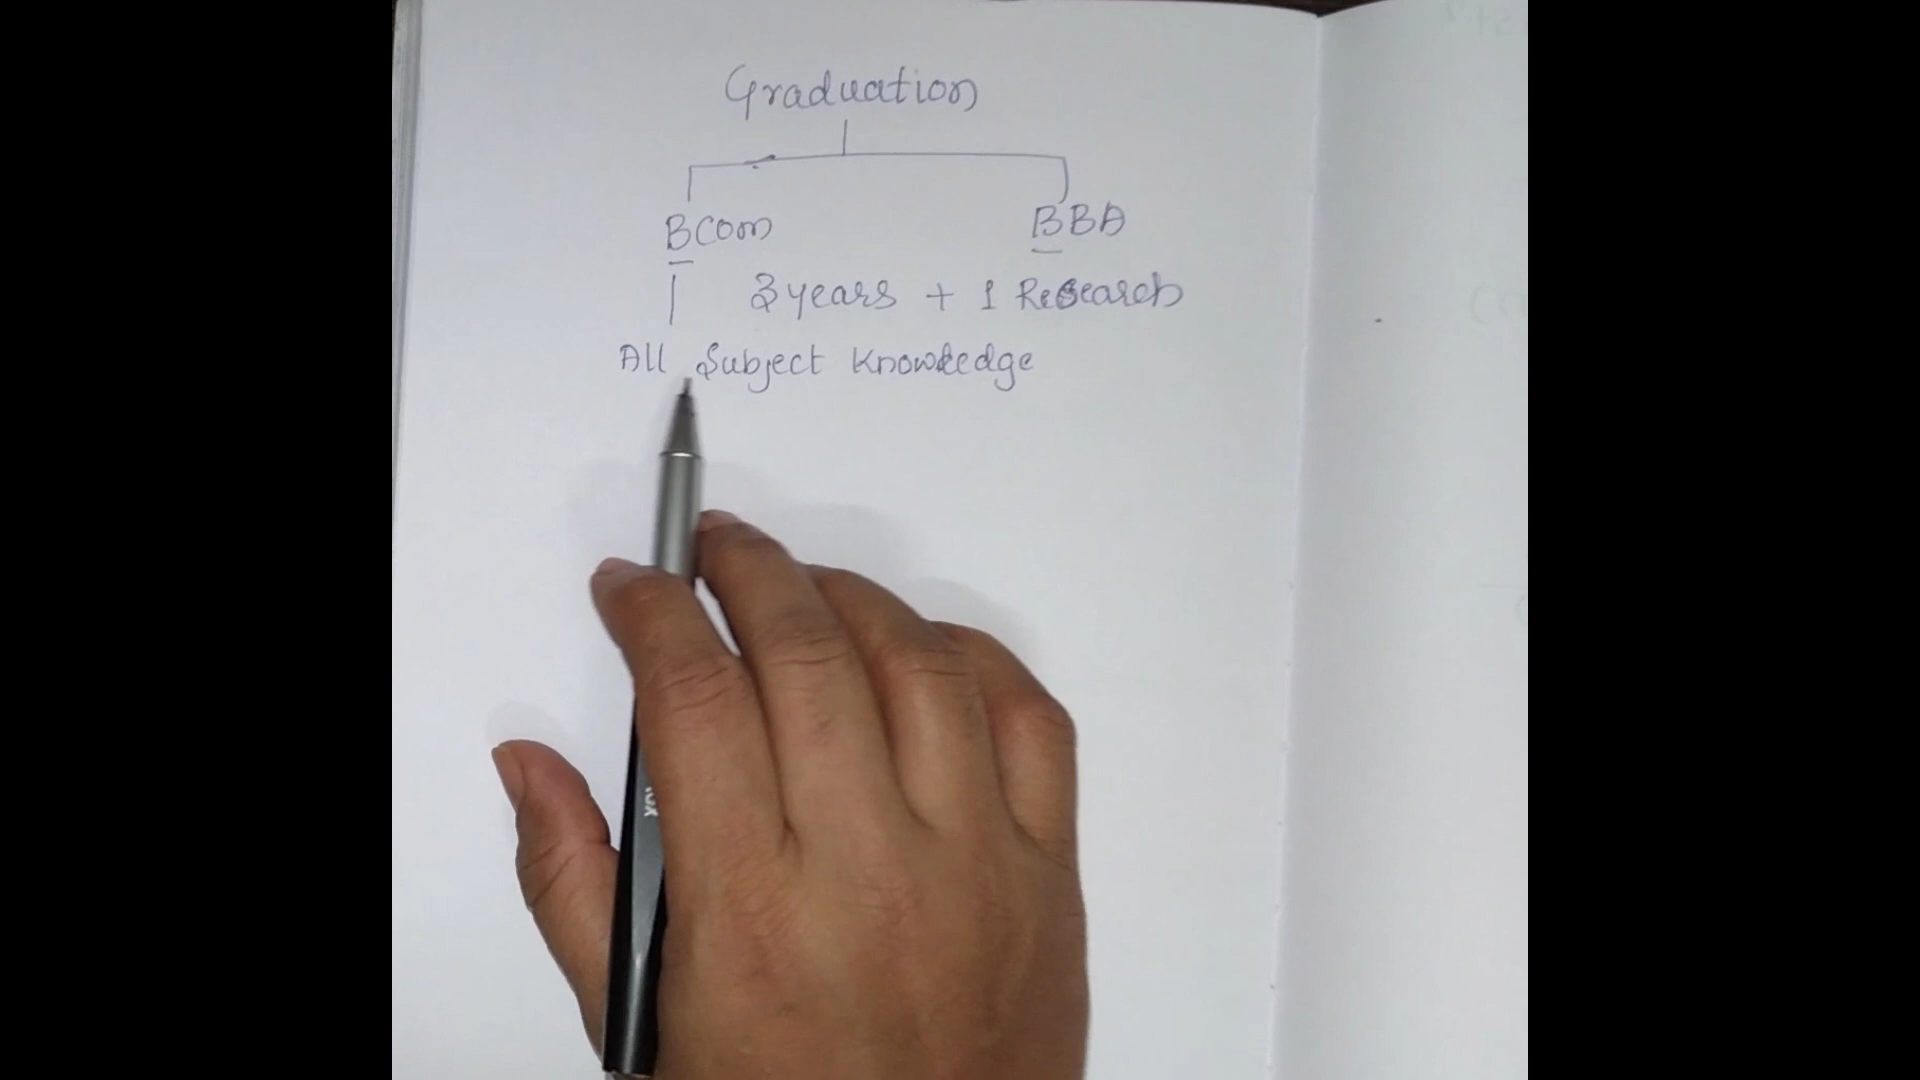 Graduation
BCom BBA
3 years + 1 Research
All Subject Knowledge